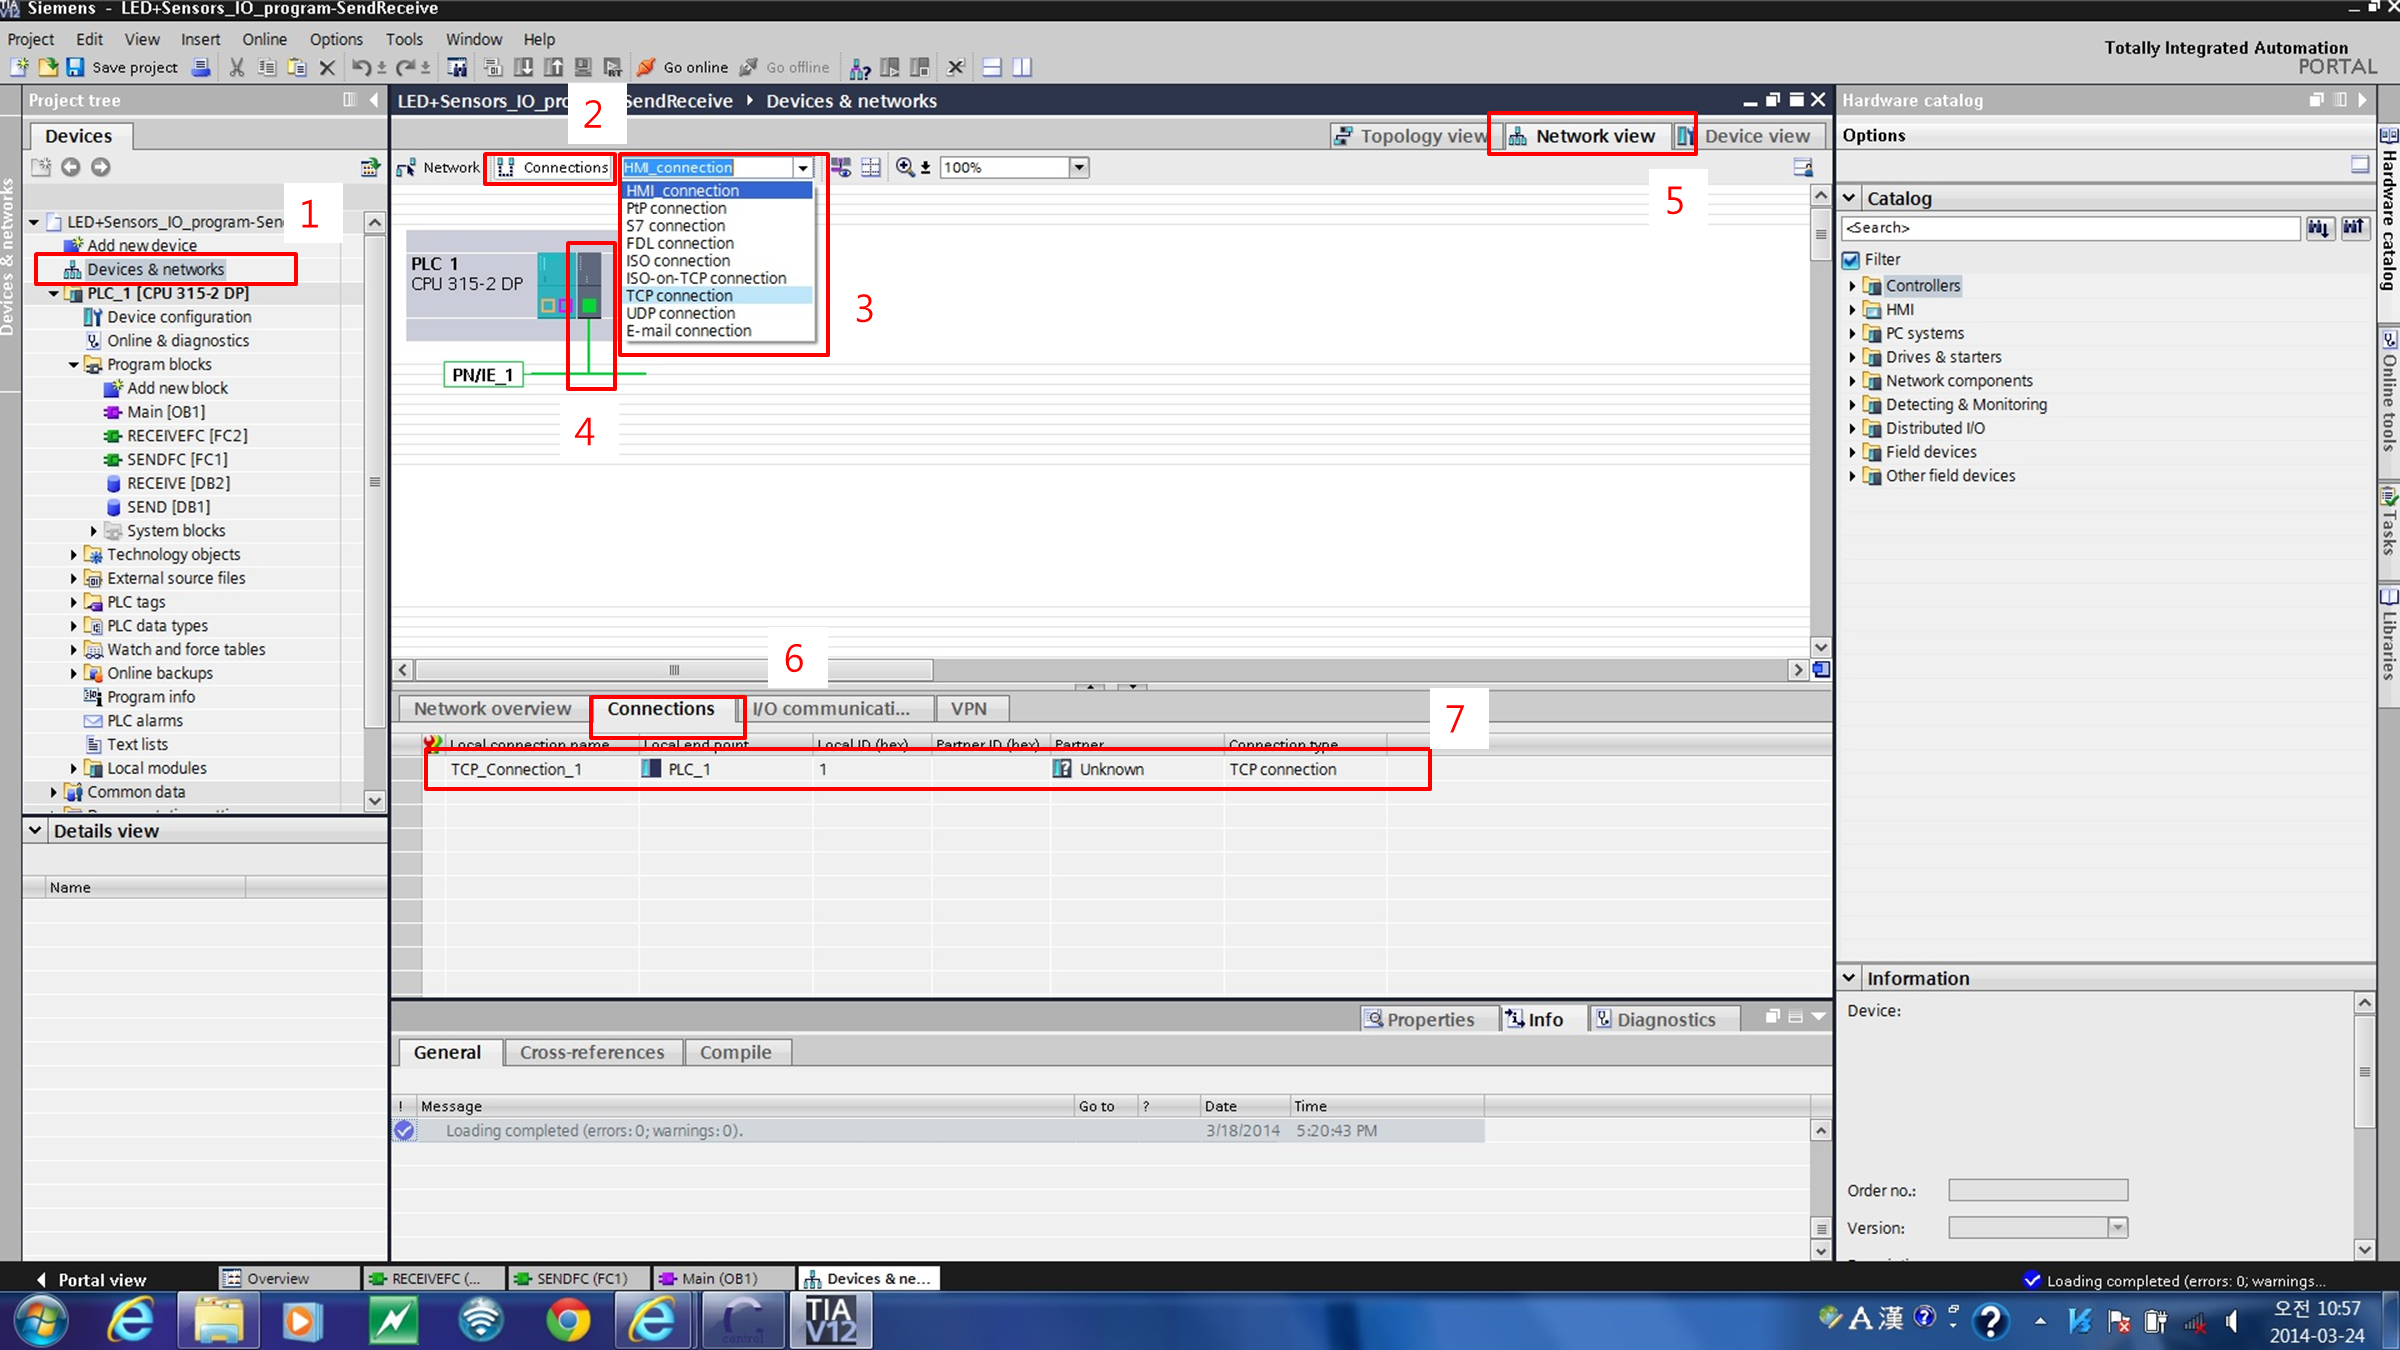 Siemens - LED+Sensors_IO_program-SendReceive
Project Edit View Insert Online Options Tools Window Help
Totally Integrated Automation
PORTAL
Save project Go online Go offline
Project tree
LED+Sensors_IO_pr SendReceive Devices & networks
Hardware catalog
2
Devices
Topology view Network view Device view
Options
Network Connections HMI_connection 100%
1
5
HMI_connection
PtP connection
S7 connection
FDL connection
ISO connection
ISO-on-TCP connection
TCP connection
UDP connection
E-mail connection
3
PLC 1
CPU 315-2 DP
PN/IE_1
4
LED+Sensors_IO_program-Sen
Add new device
Devices & networks
PLC_1 [CPU 315-2 DP]
Device configuration
Online & diagnostics
Program blocks
Add new block
Main [OB1]
RECEIVEFC [FC2]
SENDFC [FC1]
RECEIVE [DB2]
SEND [DB1]
System blocks
Technology objects
External source files
PLC tags
PLC data types
Watch and force tables
Online backups
Program info
PLC alarms
Text lists
Local modules
Common data
Details view
Name
Devices & networks
Catalog
<Search>
Filter
Controllers
HMI
PC systems
Drives & starters
Network components
Detecting & Monitoring
Distributed I/O
Field devices
Other field devices
Hardware catalog
Online tools
Tasks
Libraries
6
7
Network overview Connections I/O communicati... VPN
Local connection name Local end point Local ID (hex) Partner ID (hex) Partner Connection type
TCP_Connection_1 PLC_1 1 Unknown TCP connection
Information
Device:
Order no.:
Version:
Properties Info Diagnostics
General Cross-references Compile
! Message Go to ? Date Time
Loading completed (errors: 0; warnings: 0). 3/18/2014 5:20:43 PM
Portal view Overview RECEIVEFC (... SENDFC (FC1) Main (OB1) Devices & ne...
Loading completed (errors: 0; warnings...
TIA
V12
control
A 漢
오전 10:57
2014-03-24